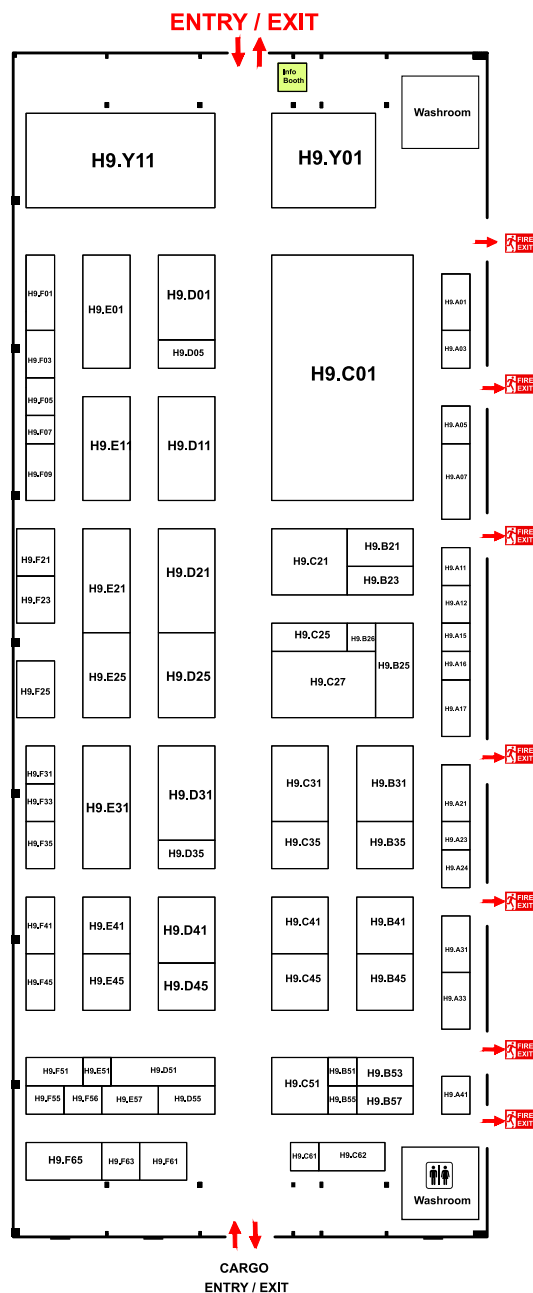 ENTRY / EXIT
Info
Booth
Washroom
H9.Y11
H9.Y01
FIRE
EXIT
H9.F01
H9.E01
H9.D01
H9.C01
H9.A01
H9.F03
H9.D05
H9.A03
FIRE
EXIT
H9.F05
H9.F07
H9.E11
H9.D11
H9.A05
H9.F09
H9.A07
FIRE
EXIT
H9.F21
H9.E21
H9.D21
H9.C21
H9.B21
H9.A11
H9.F23
H9.B23
H9.A12
H9.C25
H9.B26
H9.A15
H9.F25
H9.E25
H9.D25
H9.C27
H9.B25
H9.A16
H9.A17
FIRE
EXIT
H9.F31
H9.E31
H9.D31
H9.C31
H9.B31
H9.A21
H9.F33
H9.F35
H9.D35
H9.C35
H9.B35
H9.A23
H9.A24
FIRE
EXIT
H9.F41
H9.E41
H9.D41
H9.C41
H9.B41
H9.A31
H9.F45
H9.E45
H9.D45
H9.C45
H9.B45
H9.A33
FIRE
EXIT
H9.F51
H9.E51
H9.D51
H9.C51
H9.B51
H9.B53
H9.A41
H9.F55
H9.F56
H9.E57
H9.D55
H9.B55
H9.B57
FIRE
EXIT
H9.F65
H9.F63
H9.F61
H9.C61
H9.C62
Washroom
CARGO
ENTRY / EXIT